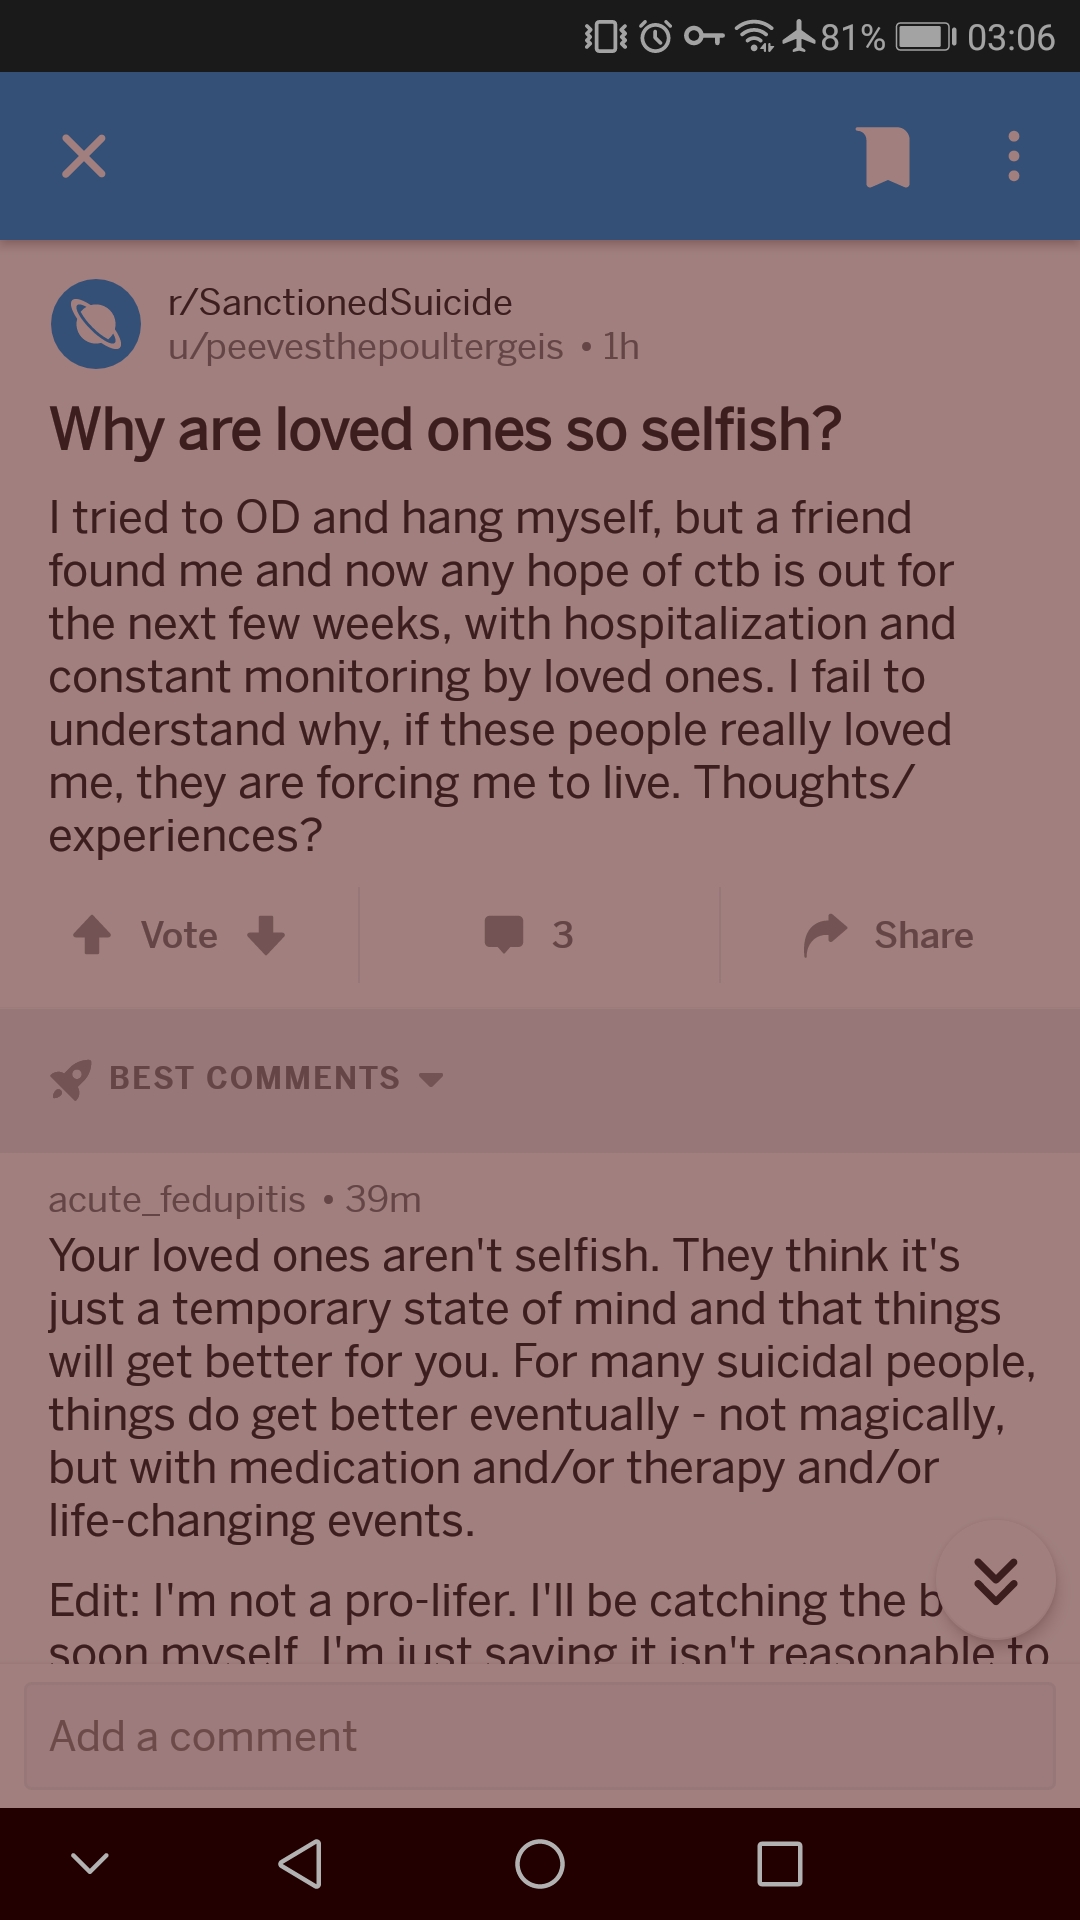 81% 03:06
r/SanctionedSuicide
u/peevesthepoultergeis • 1h
Why are loved ones so selfish?
I tried to OD and hang myself, but a friend
found me and now any hope of ctb is out for
the next few weeks, with hospitalization and
constant monitoring by loved ones. I fail to
understand why, if these people really loved
me, they are forcing me to live. Thoughts/
experiences?
Vote 3 Share
BEST COMMENTS
acute_fedupitis • 39m
Your loved ones aren't selfish. They think it's
just a temporary state of mind and that things
will get better for you. For many suicidal people,
things do get better eventually - not magically,
but with medication and/or therapy and/or
life-changing events.
Edit: I'm not a pro-lifer. I'll be catching the b
soon myself. I'm just saying it isn't reasonable to
Add a comment